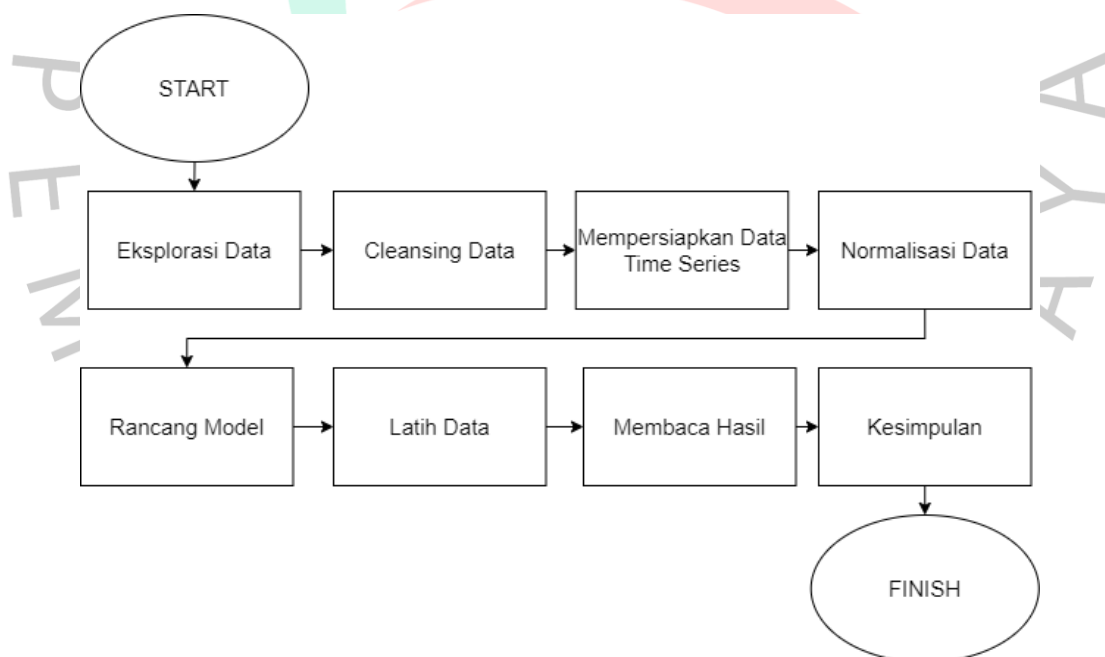 START
Eksplorasi Data
Cleansing Data
Mempersiapkan Data
Time Series
Normalisasi Data
Rancang Model
Latih Data
Membaca Hasil
Kesimpulan
FINISH
P E N
A Y A